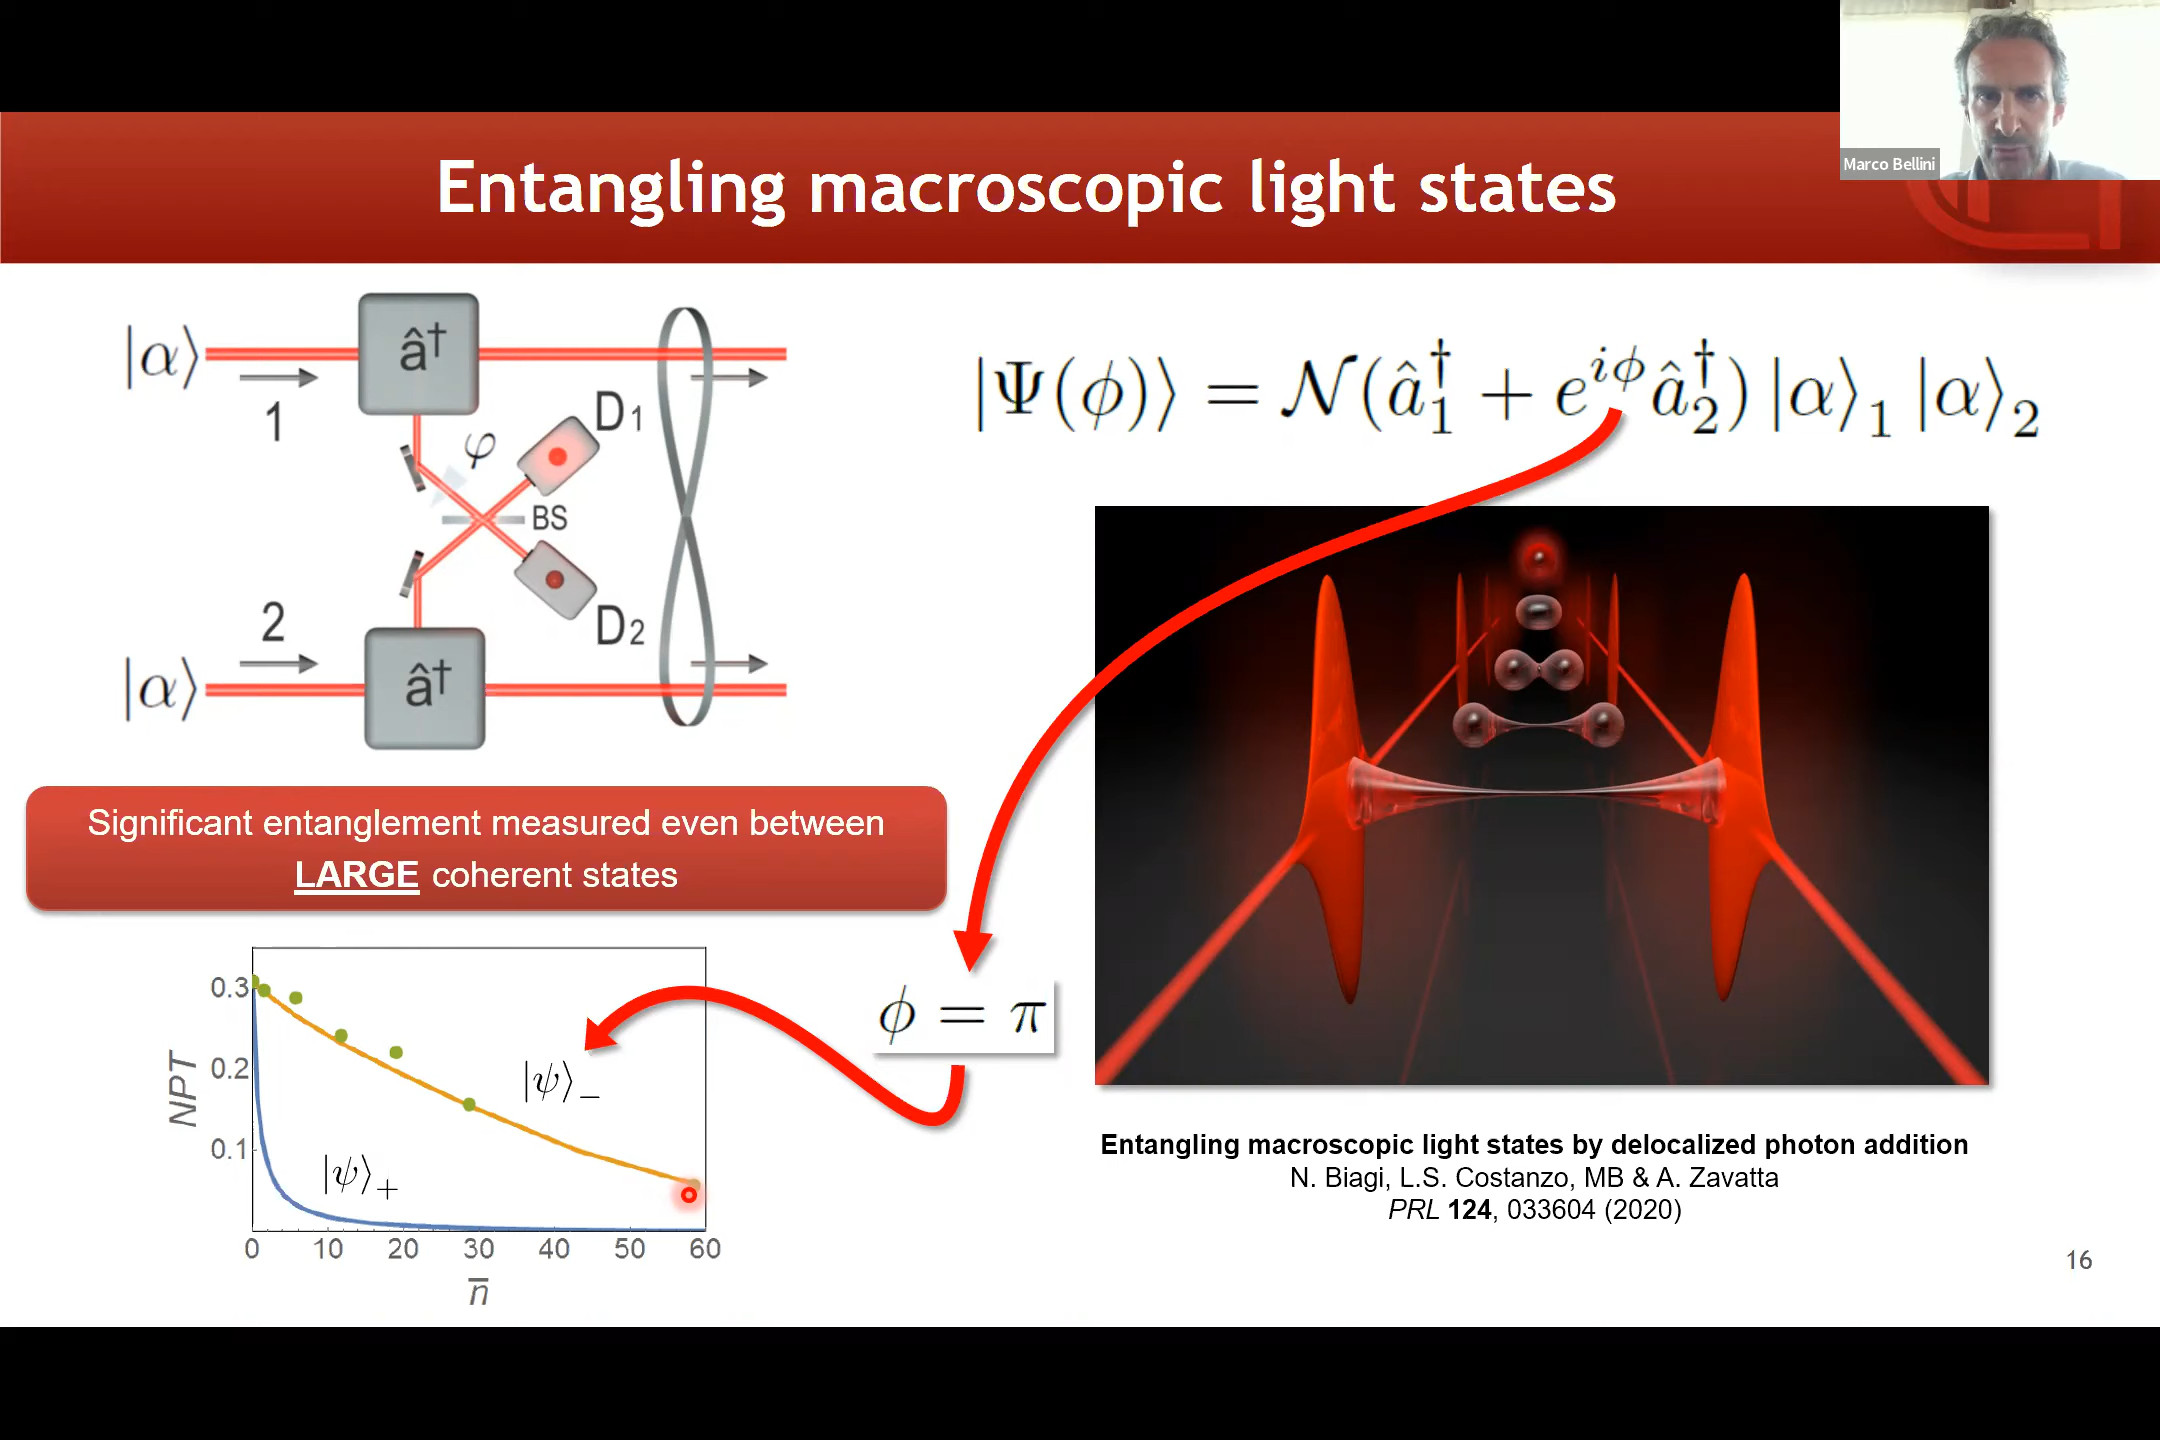 Marco Bellini
Entangling macroscopic light states
|α⟩
â†
1
φ
D1
BS
D2
2
|α⟩
â†
|Ψ(ϕ)⟩ = 𝒩(â₁† + e^{iϕ}â₂†)|α⟩₁|α⟩₂
Significant entanglement measured even between
LARGE coherent states
NPT
0.3
0.2
0.1
|ψ⟩₋
|ψ⟩₊
0 10 20 30 40 50 60
n̅
ϕ = π
Entangling macroscopic light states by delocalized photon addition
N. Biagi, L.S. Costanzo, MB & A. Zavatta
PRL 124, 033604 (2020)
16